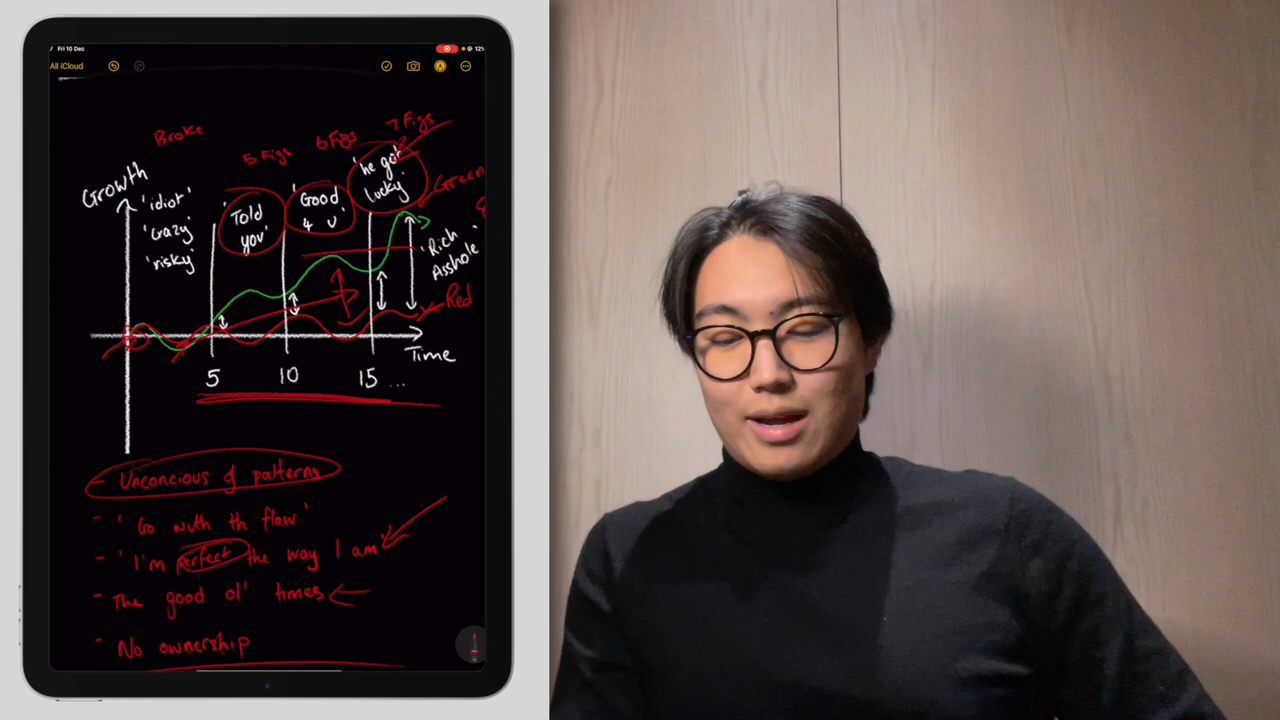 Fri 10 Dec
12%
All iCloud
Broke
5 Figs
6 Figs
7 Figs
Growth
'idiot'
'crazy'
'risky'
'Told
you'
'Good
4 U'
'he got
lucky'
Green
'Rich
Asshole'
Red
Time
5
10
15 ...
- Unconcious of patterns
- 'Go with th flow'
- 'I'm perfect the way I am'
- The good ol' times
- No ownership